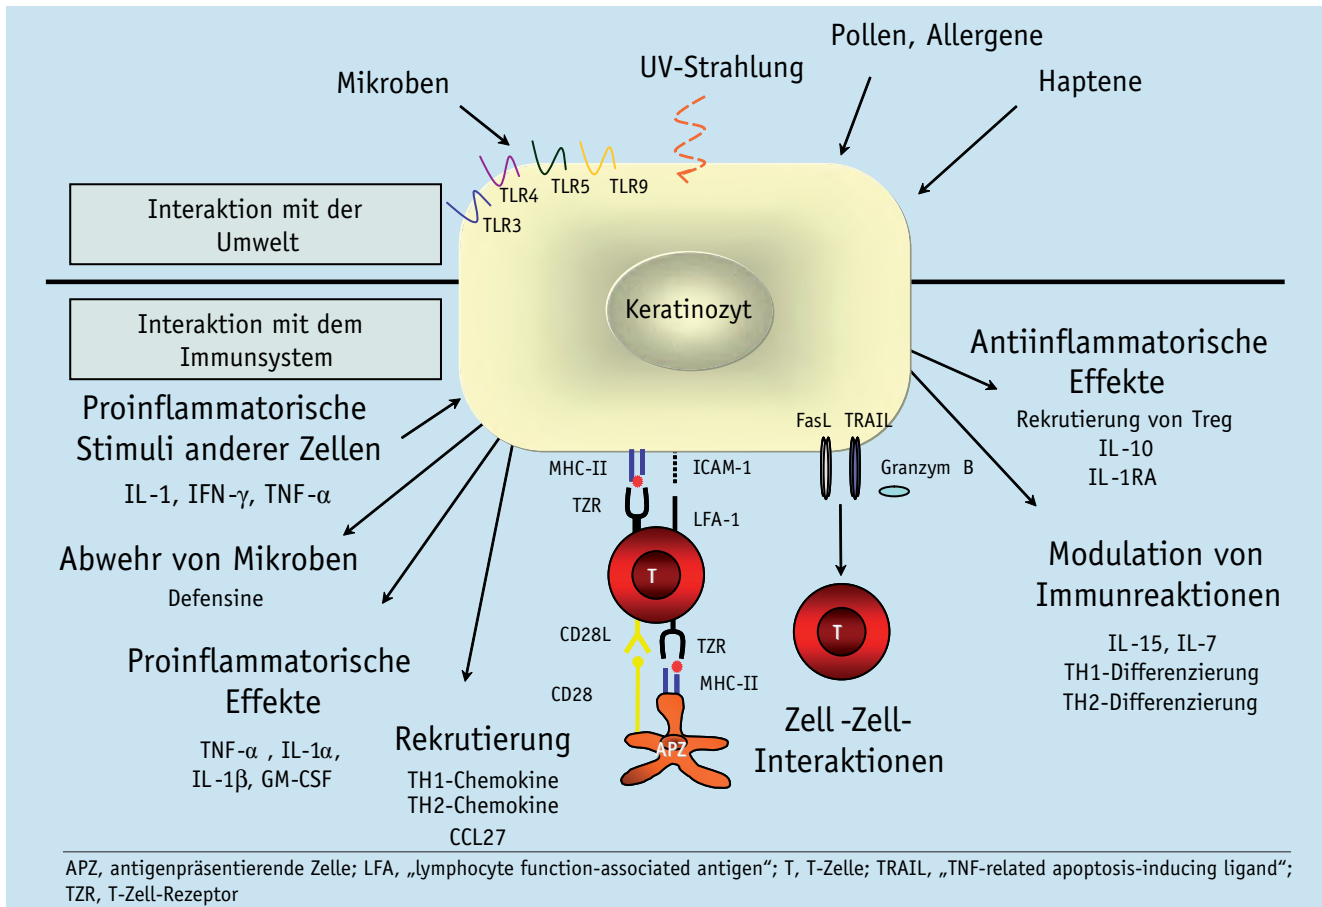 Pollen, Allergene
UV-Strahlung
Mikroben
Haptene
TLR4
TLR5
TLR9
TLR3
Interaktion mit der
Umwelt
Interaktion mit dem
Immunsystem
Keratinozyt
Proinflammatorische
Stimuli anderer Zellen
IL-1, IFN-γ, TNF-α
Abwehr von Mikroben
Defensine
Proinflammatorische
Effekte
TNF-α , IL-1α,
IL-1β, GM-CSF
Rekrutierung
TH1-Chemokine
TH2-Chemokine
CCL27
MHC-II
ICAM-1
TZR
LFA-1
T
CD28L
TZR
CD28
MHC-II
APZ
FasL
TRAIL
Granzym B
T
Zell -Zell-
Interaktionen
Antiinflammatorische
Effekte
Rekrutierung von Treg
IL-10
IL-1RA
Modulation von
Immunreaktionen
IL-15, IL-7
TH1-Differenzierung
TH2-Differenzierung
APZ, antigenpräsentierende Zelle; LFA, „lymphocyte function-associated antigen“; T, T-Zelle; TRAIL, „TNF-related apoptosis-inducing ligand“;
TZR, T-Zell-Rezeptor